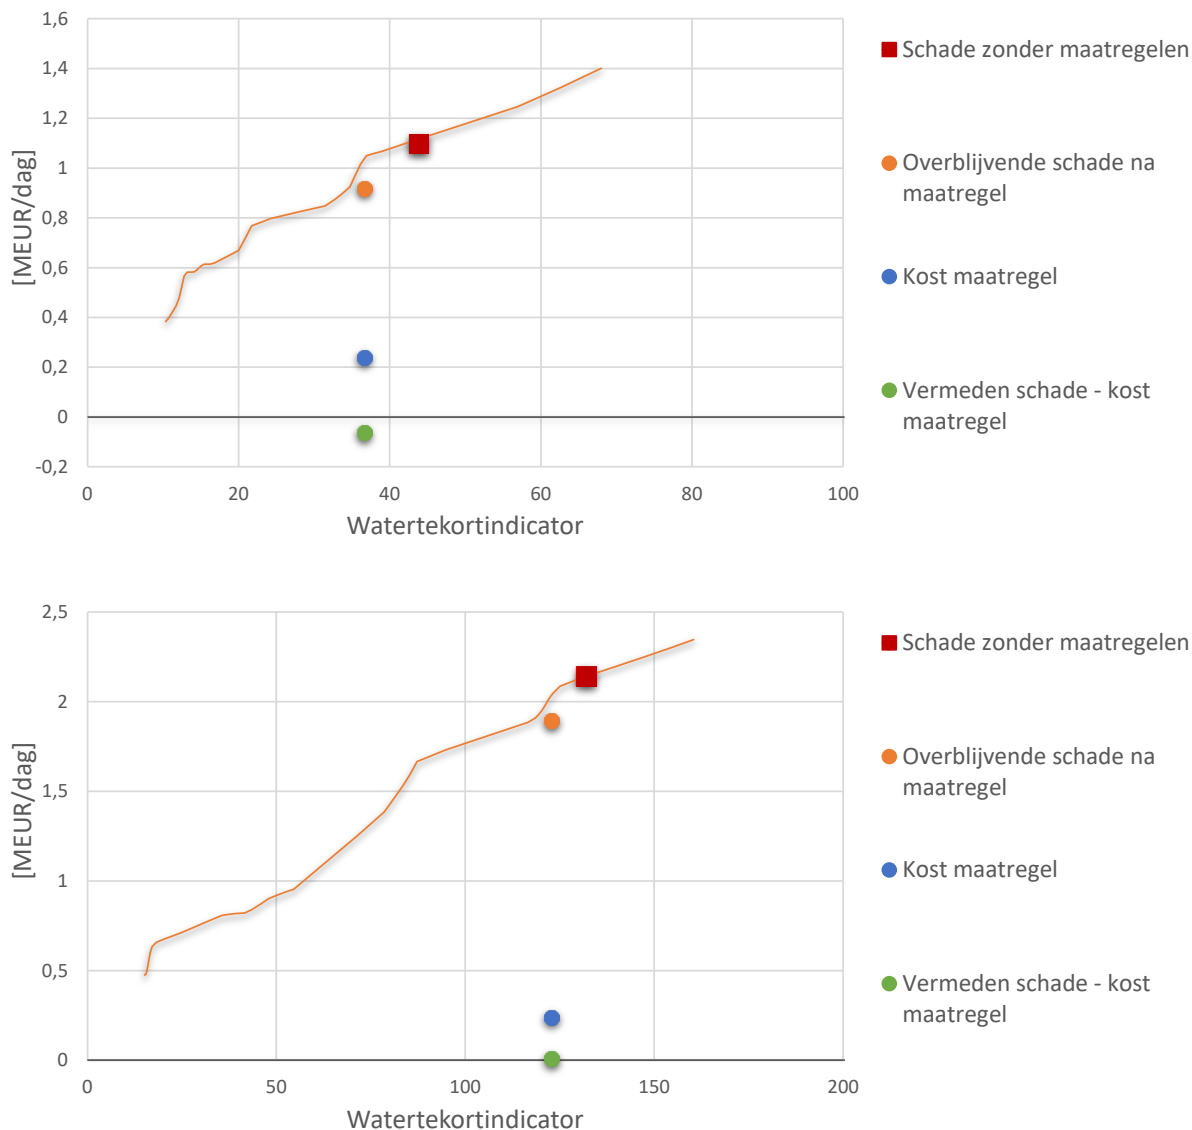 1,6
1,4
1,2
1
0,8
0,6
0,4
0,2
0
-0,2
[MEUR/dag]
0 20 40 60 80 100
Watertekortindicator
Schade zonder maatregelen
Overblijvende schade na
maatregel
Kost maatregel
Vermeden schade - kost
maatregel
2,5
2
1,5
1
0,5
0
[MEUR/dag]
0 50 100 150 200
Watertekortindicator
Schade zonder maatregelen
Overblijvende schade na
maatregel
Kost maatregel
Vermeden schade - kost
maatregel